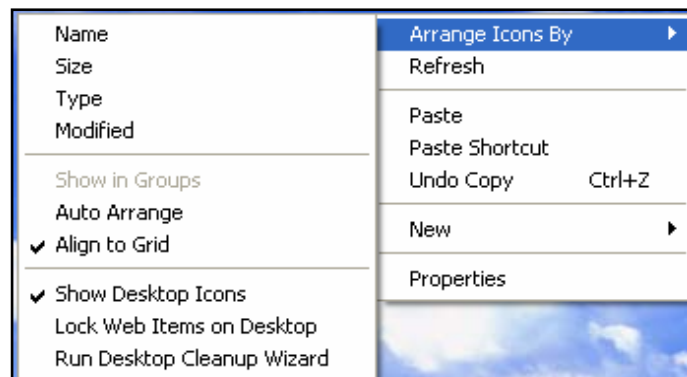 Name
Size
Type
Modified
Show in Groups
Auto Arrange
Align to Grid
Show Desktop Icons
Lock Web Items on Desktop
Run Desktop Cleanup Wizard
Arrange Icons By
Refresh
Paste
Paste Shortcut
Undo Copy Ctrl+Z
New
Properties